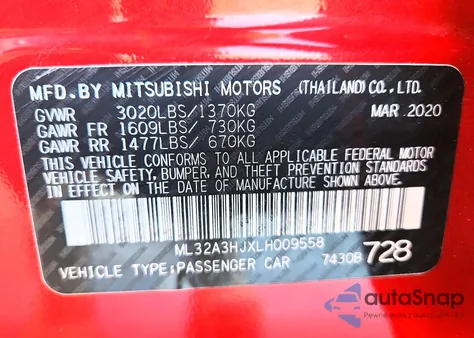 MFD.BY MITSUBISHI MOTORS (THAILAND)CO.,LTD.
GVWR 3020LBS/1370KG MAR 2020
GAWR FR 1609LBS/ 730KG
GAWR RR 1477LBS/ 670KG
THIS VEHICLE CONFORMS TO ALL APPLICABLE FEDERAL MOTOR
VEHICLE SAFETY, BUMPER, AND THEFT PREVENTION STANDARDS
IN EFFECT ON THE DATE OF MANUFACTURE SHOWN ABOVE.
ML32A3HJXLH009558
VEHICLE TYPE:PASSENGER CAR 74308 728
autoSnap